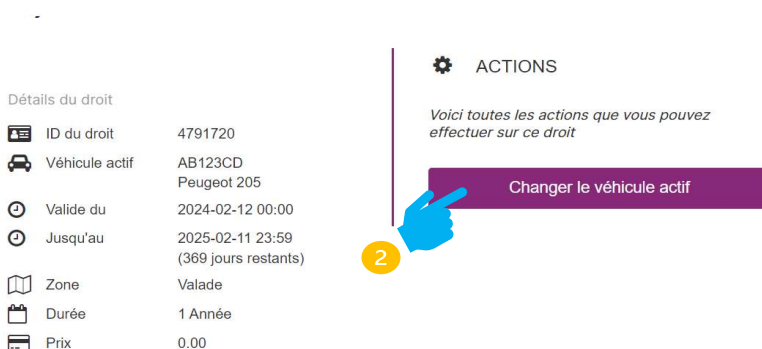 Détails du droit
ID du droit 4791720
Véhicule actif AB123CD
Peugeot 205
Valide du 2024-02-12 00:00
Jusqu'au 2025-02-11 23:59
(369 jours restants)
Zone Valade
Durée 1 Année
Prix 0.00
ACTIONS
Voici toutes les actions que vous pouvez
effectuer sur ce droit
Changer le véhicule actif
2